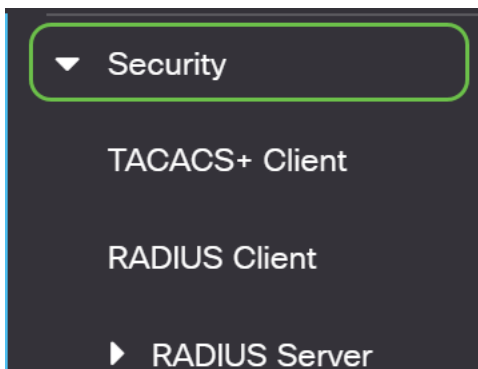 Security
TACACS+ Client
RADIUS Client
RADIUS Server